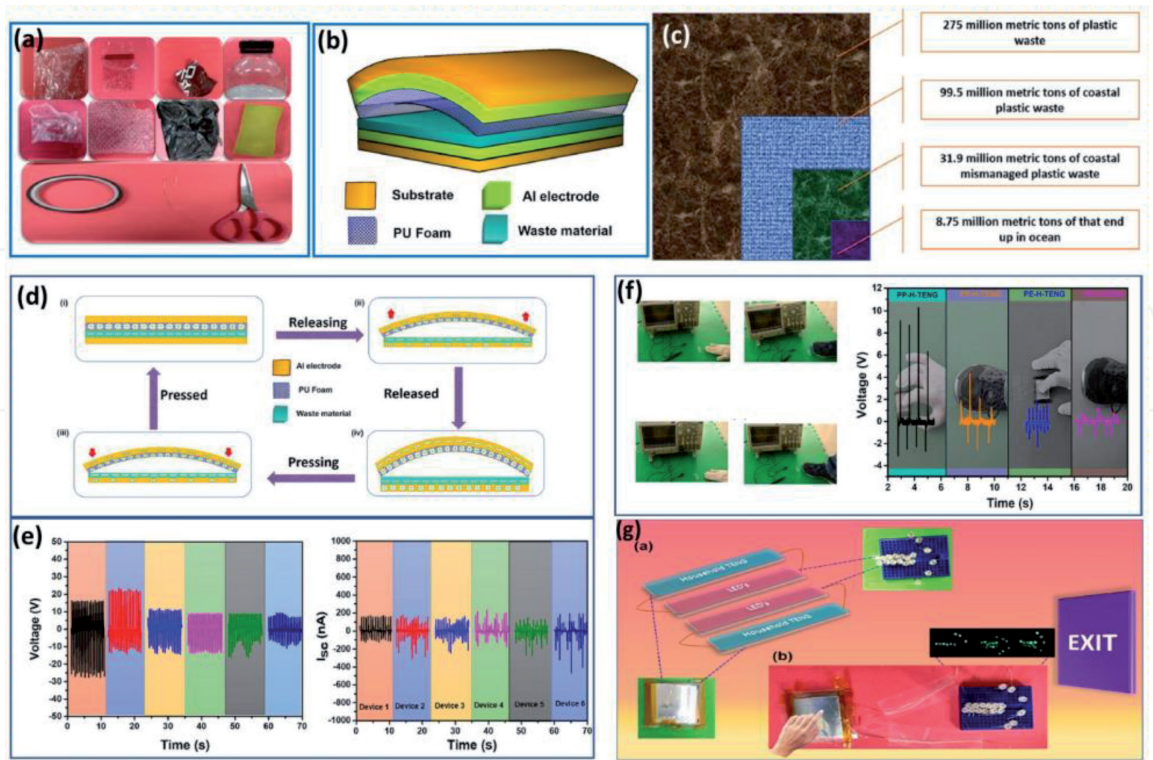 (a)
(b)
Substrate
Al electrode
PU Foam
Waste material
(c)
275 million metric tons of plastic
waste
99.5 million metric tons of coastal
plastic waste
31.9 million metric tons of coastal
mismanaged plastic waste
8.75 million metric tons of that end
up in ocean
(d)
(i)
Releasing
(ii)
Al electrode
PU Foam
Waste material
Pressed
Released
(iii)
Pressing
(iv)
(e)
Voltage (V)
50
40
30
20
10
0
-10
-20
-30
-40
-50
0 10 20 30 40 50 60 70
Time (s)
Isc (nA)
1000
800
600
400
200
0
-200
-400
-600
-800
-1000
Device 1 Device 2 Device 3 Device 4 Device 5 Device 6
0 10 20 30 40 50 60 70
Time (s)
(f)
Voltage (V)
12
10
8
6
4
2
0
-2
-4
PP-H-TENG
PE-H-TENG
2 4 6 8 10 12 14 16 18 20
Time (s)
(g)
(a)
Household TENG
LED's
LED's
Household TENG
(b)
EXIT